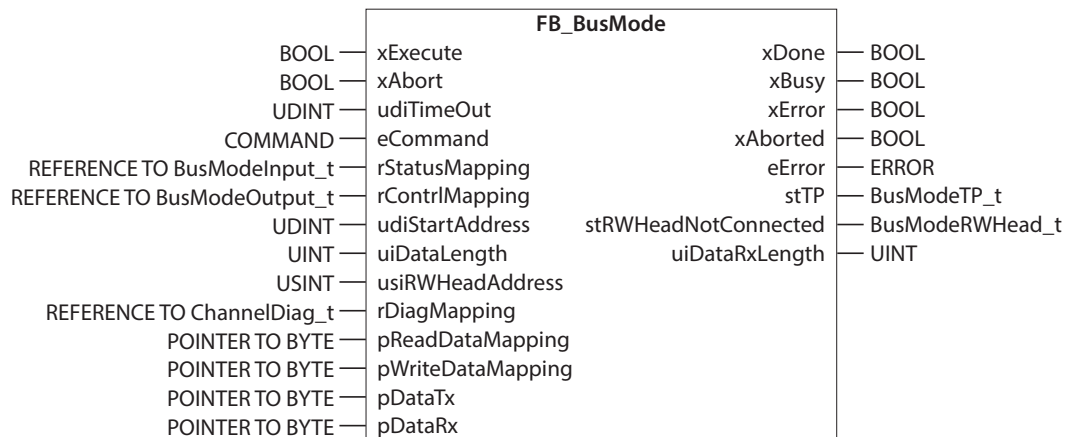 FB_BusMode
BOOL xExecute xDone BOOL
BOOL xAbort xBusy BOOL
UDINT udiTimeOut xError BOOL
COMMAND eCommand xAborted BOOL
REFERENCE TO BusModeInput_t rStatusMapping eError ERROR
REFERENCE TO BusModeOutput_t rContrlMapping stTP BusModeTP_t
UDINT udiStartAddress stRWHeadNotConnected BusModeRWHead_t
UINT uiDataLength uiDataRxLength UINT
USINT usiRWHeadAddress
REFERENCE TO ChannelDiag_t rDiagMapping
POINTER TO BYTE pReadDataMapping
POINTER TO BYTE pWriteDataMapping
POINTER TO BYTE pDataTx
POINTER TO BYTE pDataRx